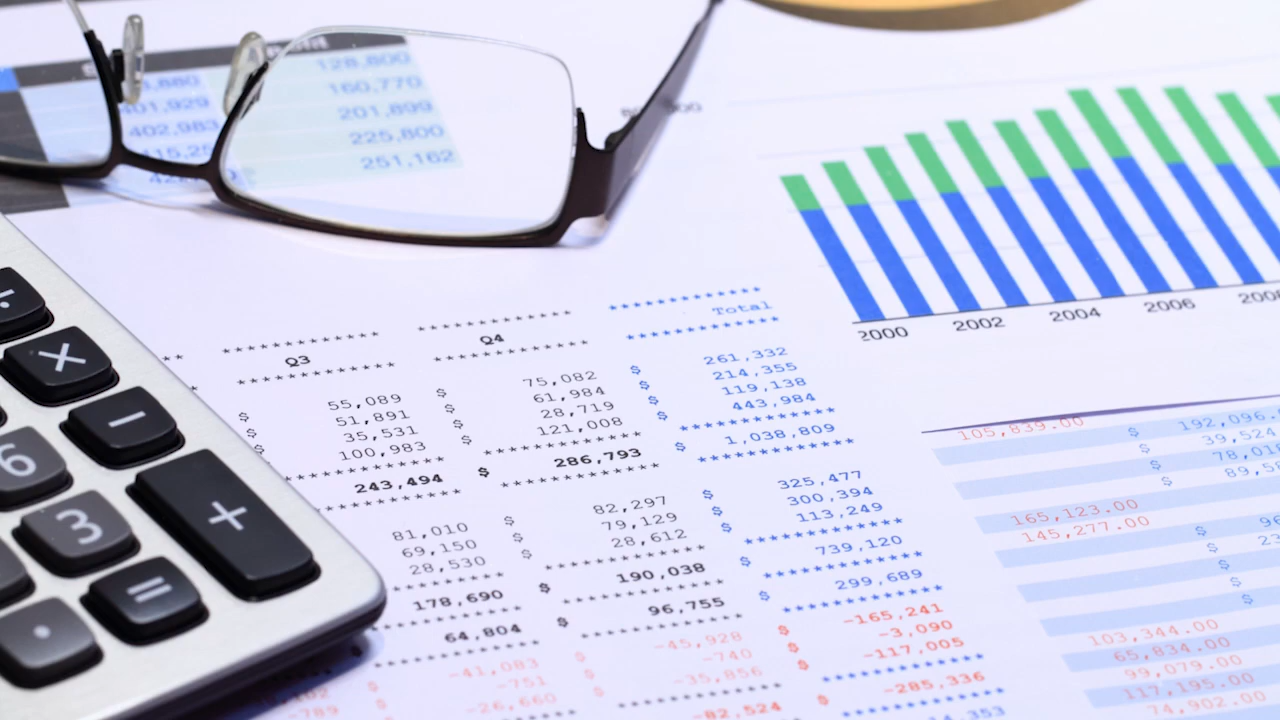 128,800
160,770
401,929 201,899
402,983 225,800
251,162
Total
Q3 Q4
$ 55,089 $ 75,082 $ 261,332
$ 51,891 $ 61,984 $ 214,355
$ 35,531 $ 28,719 $ 119,138
100,983 $ 121,008 $ 443,984
243,494 $ 286,793 $ 1,038,809
81,010 $ 82,297 $ 325,477
69,150 $ 79,129 $ 300,394
28,530 $ 28,612 $ 113,249
178,690 $ 190,038 $ 739,120
64,804 $ 96,755 $ 299,689
$ -41,083 $ -45,928 $ -165,241
$ -751 $ -740 $ -3,090
$ -26,660 $ -35,856 $ -117,005
-82,524 $ -285,336
2000 2002 2004 2006
105,839.00 $ 192,096.
$ 39,524
$
$
165,123.00
145,277.00 $
$
$
$
103,344.00
65,834.00
99,079.00
117,195.00
74,902.00
÷
×
−
6
+
3
=